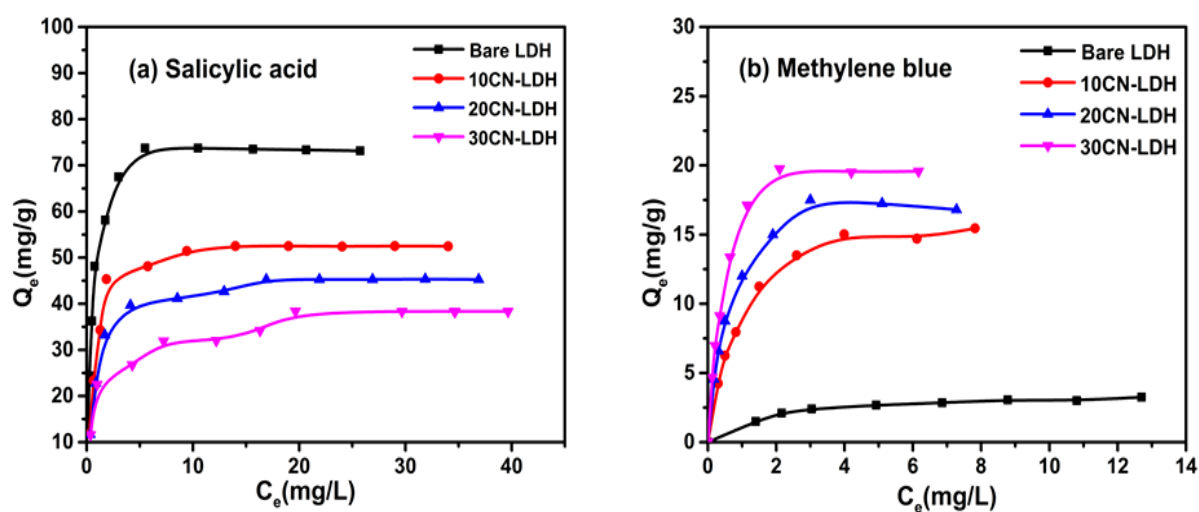 (a) Salicylic acid
Bare LDH
10CN-LDH
20CN-LDH
30CN-LDH
Qe(mg/g)
100
90
80
70
60
50
40
30
20
10
0
10
20
30
40
Ce(mg/L)
(b) Methylene blue
Bare LDH
10CN-LDH
20CN-LDH
30CN-LDH
Qe(mg/g)
30
25
20
15
10
5
0
0
2
4
6
8
10
12
14
Ce(mg/L)